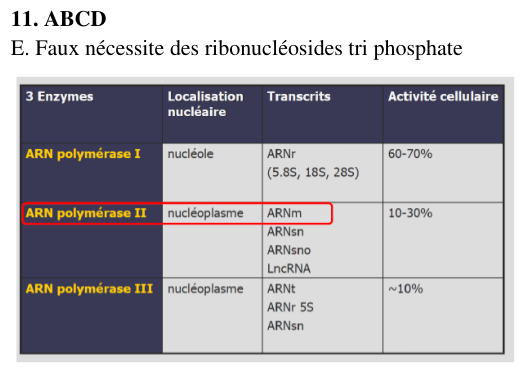 11. ABCD
E. Faux nécessite des ribonucléosides tri phosphate
3 Enzymes Localisation nucléaire Transcrits Activité cellulaire
ARN polymérase I nucléole ARNr 60-70%
(5.8S, 18S, 28S)
ARN polymérase II nucléoplasme ARNm 10-30%
ARNsn
ARNsno
LncRNA
ARN polymérase III nucléoplasme ARNt ~10%
ARNr 5S
ARNsn